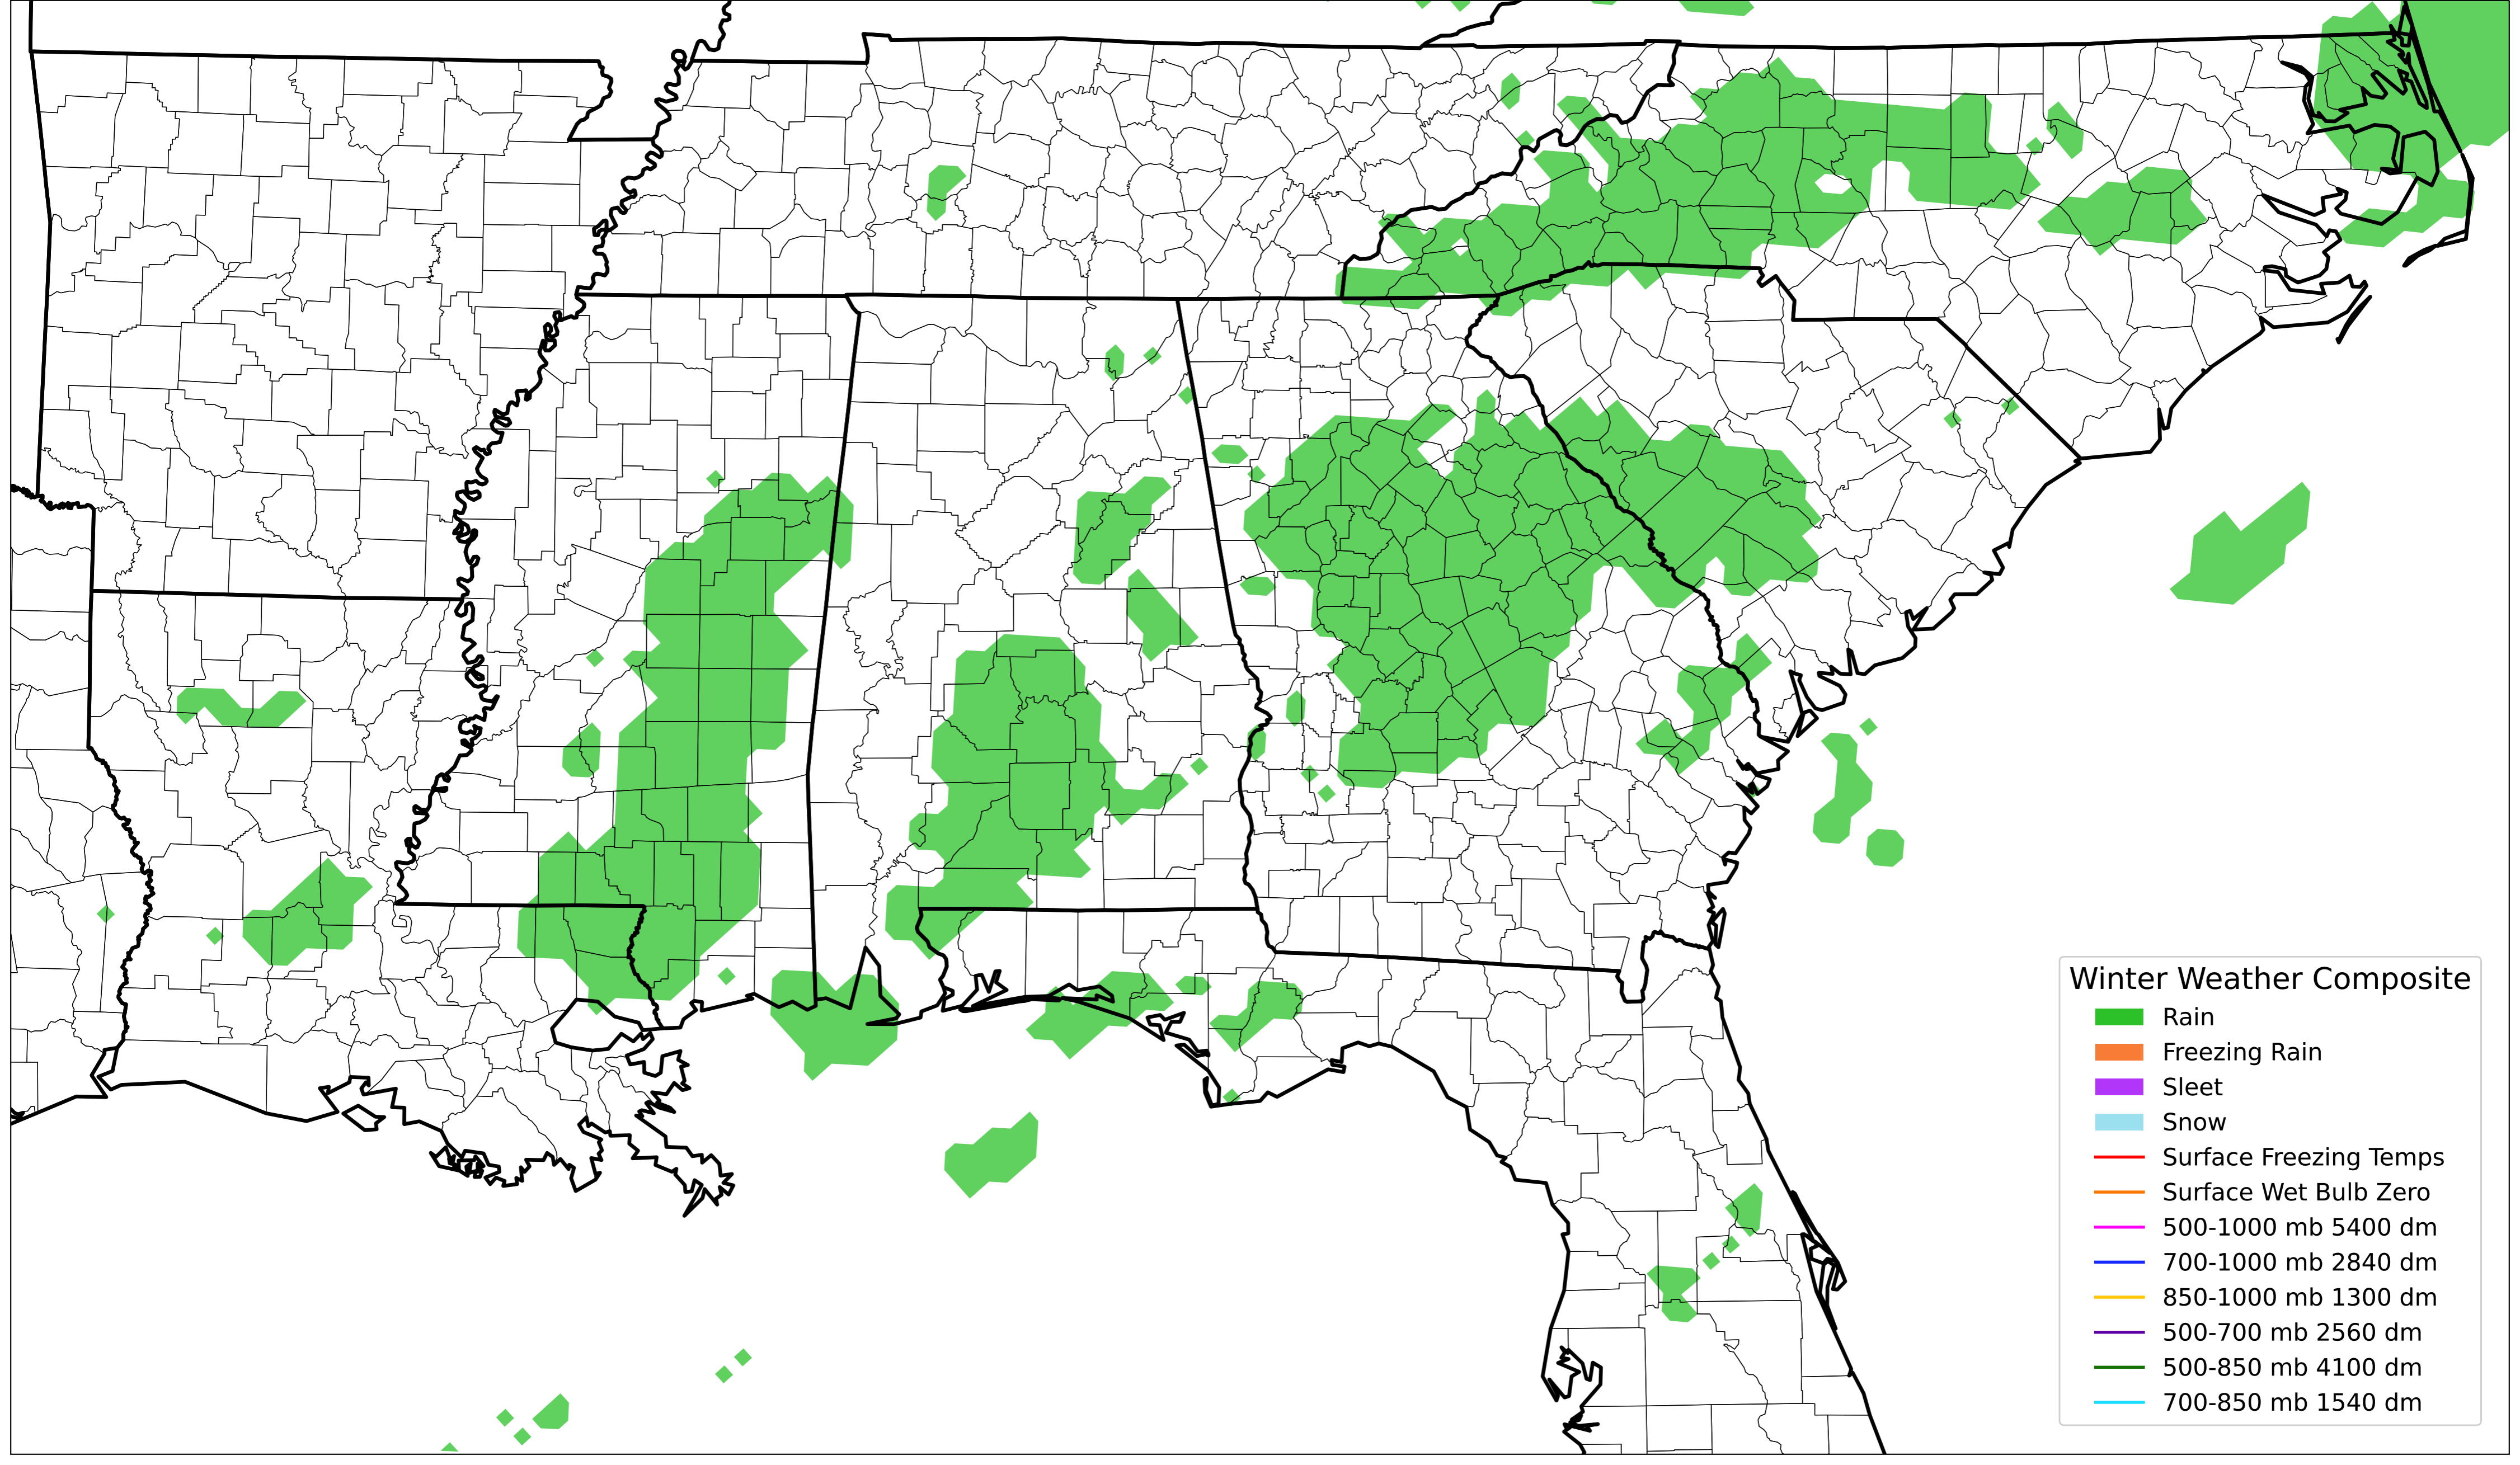 Winter Weather Composite
Rain
Freezing Rain
Sleet
Snow
Surface Freezing Temps
Surface Wet Bulb Zero
500-1000 mb 5400 dm
700-1000 mb 2840 dm
850-1000 mb 1300 dm
500-700 mb 2560 dm
500-850 mb 4100 dm
700-850 mb 1540 dm